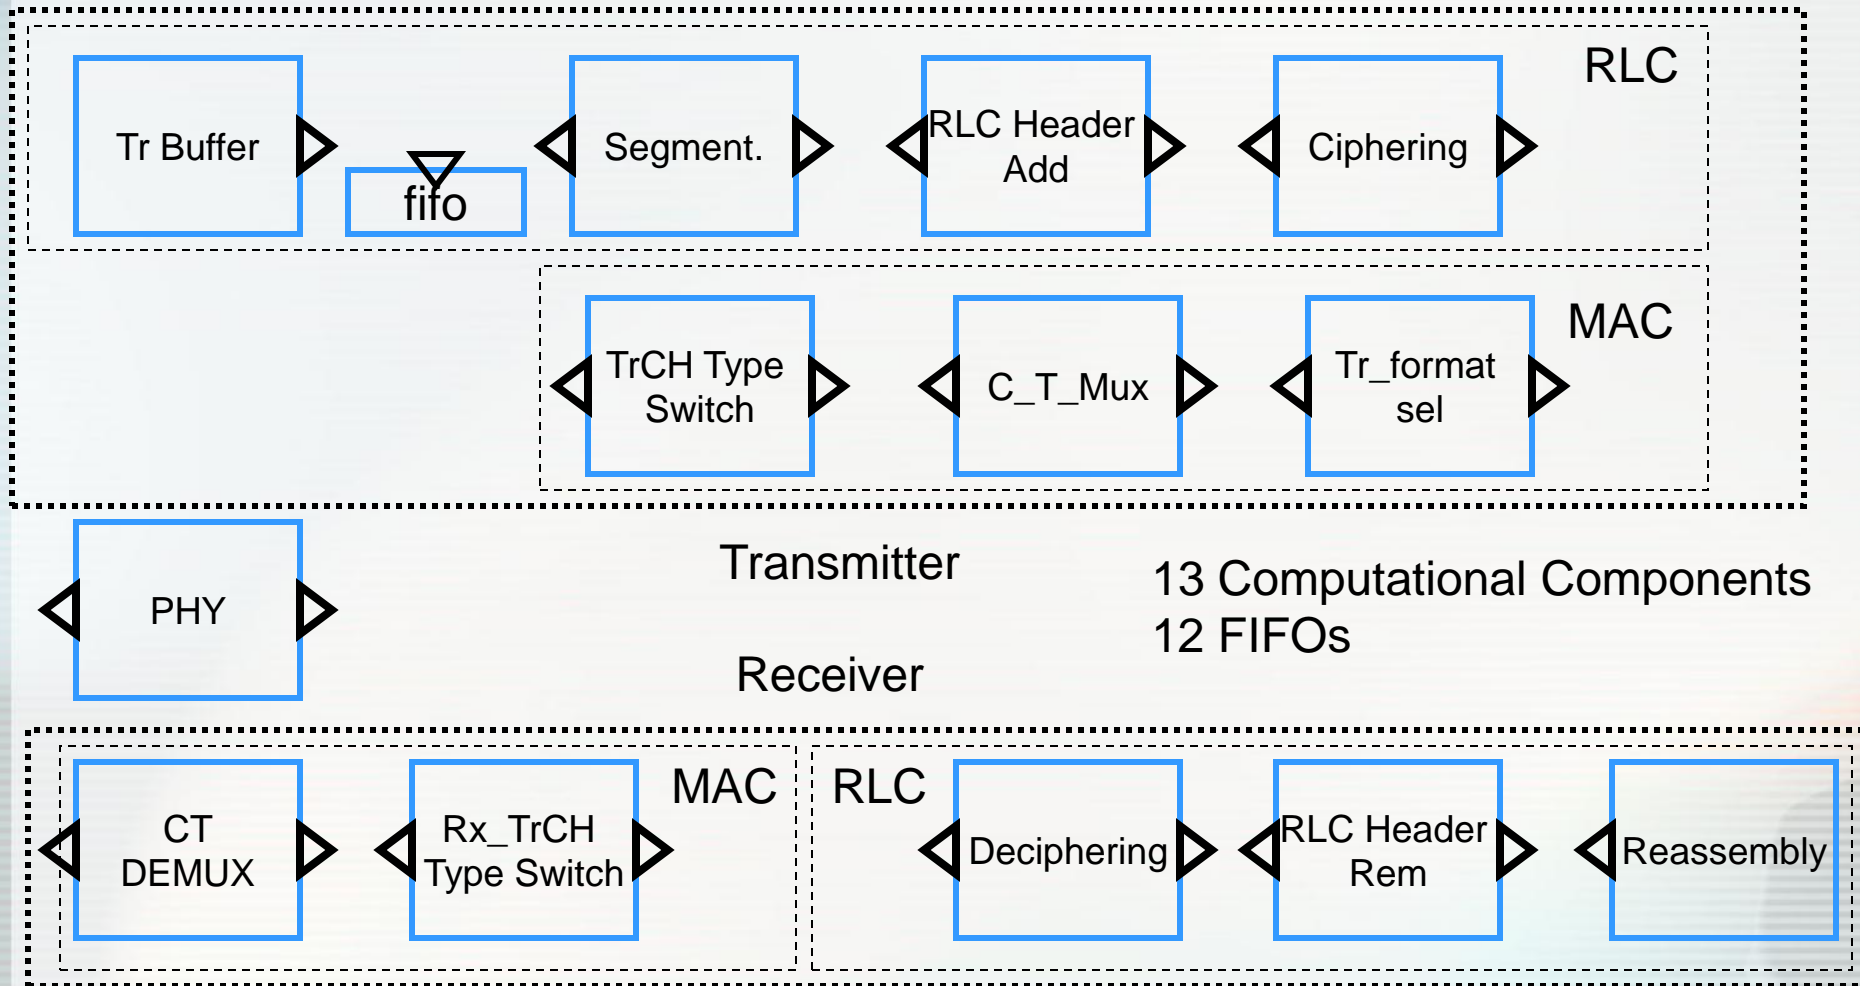 RLC
Tr Buffer
fifo
Segment.
RLC Header
Add
Ciphering
MAC
TrCH Type
Switch
C_T_Mux
Tr_format
sel
PHY
Transmitter
Receiver
13 Computational Components
12 FIFOs
CT
DEMUX
Rx_TrCH
Type Switch
MAC
RLC
Deciphering
RLC Header
Rem
Reassembly